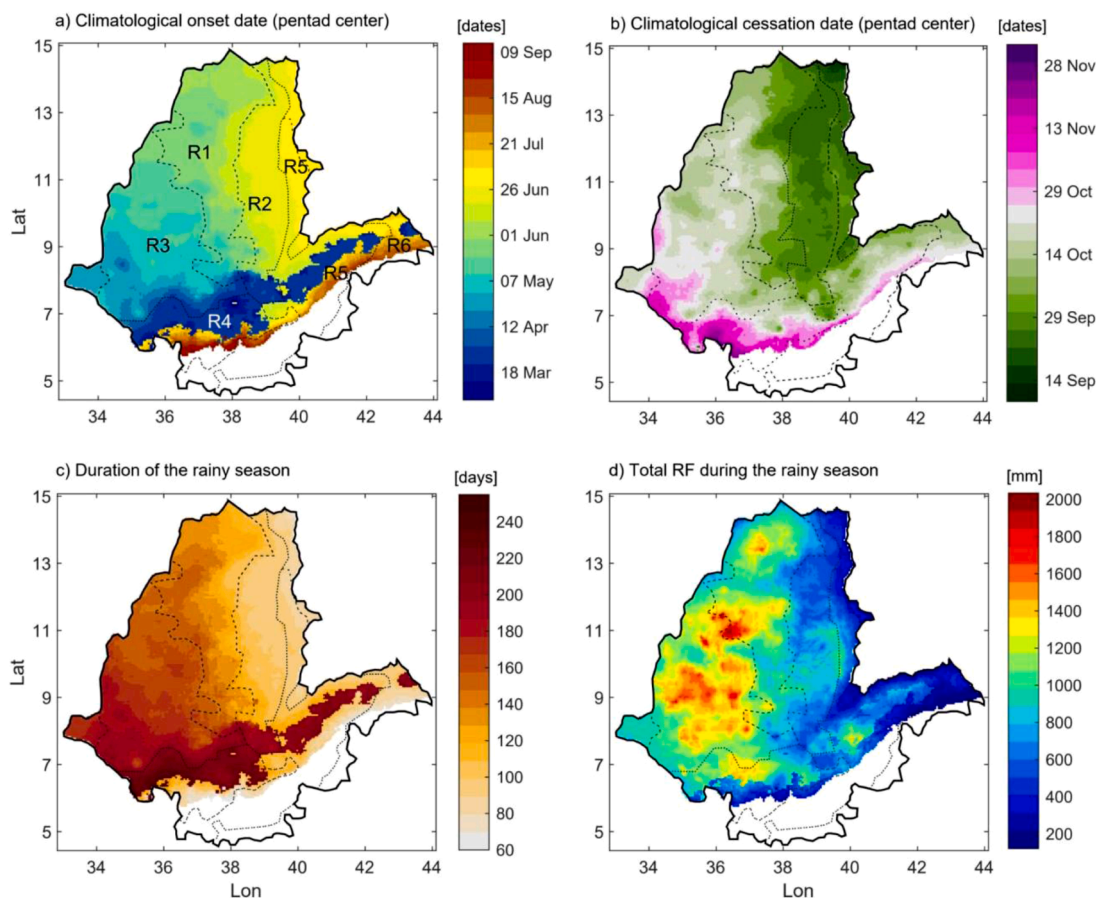 a) Climatological onset date (pentad center)
[dates]
15
13
11
9
7
5
Lat
34
36
38
40
42
44
R1
R2
R3
R4
R5
R5
R6
09 Sep
15 Aug
21 Jul
26 Jun
01 Jun
07 May
12 Apr
18 Mar
b) Climatological cessation date (pentad center)
[dates]
15
13
11
9
7
5
34
36
38
40
42
44
28 Nov
13 Nov
29 Oct
14 Oct
29 Sep
14 Sep
c) Duration of the rainy season
[days]
15
13
11
9
7
5
Lat
34
36
38
40
42
44
Lon
240
220
200
180
160
140
120
100
80
60
d) Total RF during the rainy season
[mm]
15
13
11
9
7
5
34
36
38
40
42
44
Lon
2000
1800
1600
1400
1200
1000
800
600
400
200